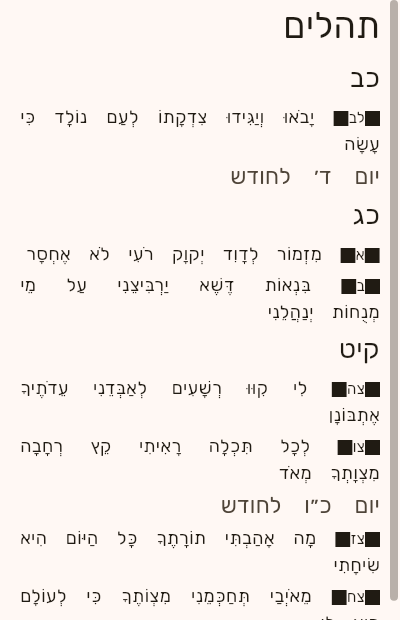 תהלים
כב
לב יָבֹאוּ וְיַגִּידוּ צִדְקָתוֹ לְעַם נוֹלָד כִּי
עָשָׂה
יום ד׳ לחודש
כג
א מִזְמוֹר לְדָוִד יְקוָק רֹעִי לֹא אֶחְסָר
ב בִּנְאוֹת דֶּשֶׁא יַרְבִּיצֵנִי עַל מֵי
מְנֻחוֹת יְנַהֲלֵנִי
קיט
צה לִי קִוּוּ רְשָׁעִים לְאַבְּדֵנִי עֵדֹתֶיךָ
אֶתְבּוֹנָן
צו לְכָל תִּכְלָה רָאִיתִי קֵץ רְחָבָה
מִצְוָתְךָ מְאֹד
יום כ״ו לחודש
צז מָה אָהַבְתִּי תוֹרָתֶךָ כָּל הַיּוֹם הִיא
שִׂיחָתִי
צח מֵאֹיְבַי תְּחַכְּמֵנִי מִצְוֺתֶךָ כִּי לְעוֹלָם